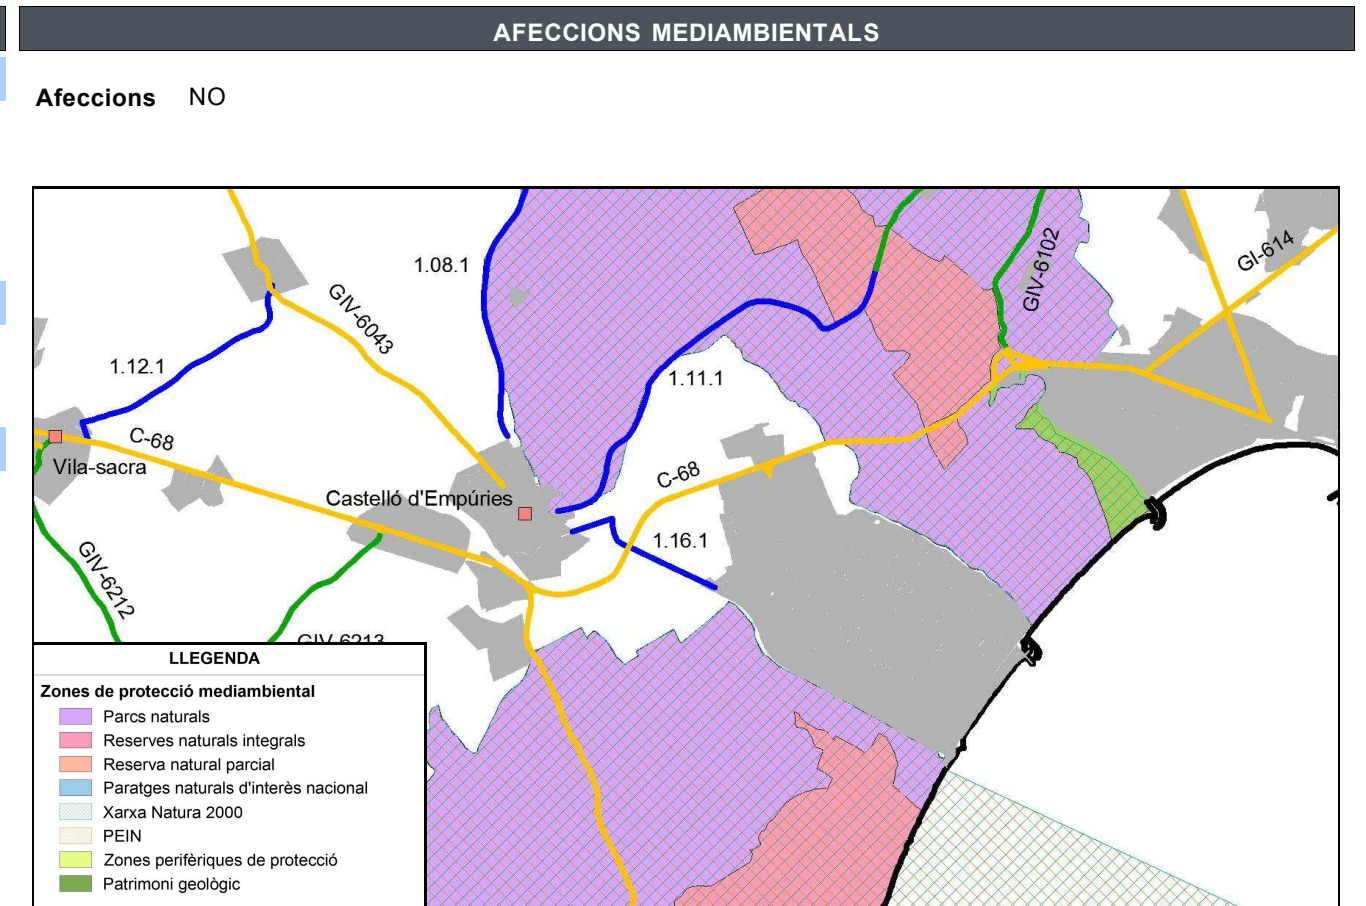 AFECCIONS MEDIAMBIENTALS
Afeccions NO
GIV-6102
GI-614
1.08.1
GIV-6043
1.12.1
1.11.1
C-68
Vila-sacra
C-68
Castelló d'Empúries
1.16.1
GIV-6212
GIV-6213
LLEGENDA
Zones de protecció mediambiental
Parcs naturals
Reserves naturals integrals
Reserva natural parcial
Paratges naturals d'interès nacional
Xarxa Natura 2000
PEIN
Zones perifèriques de protecció
Patrimoni geològic